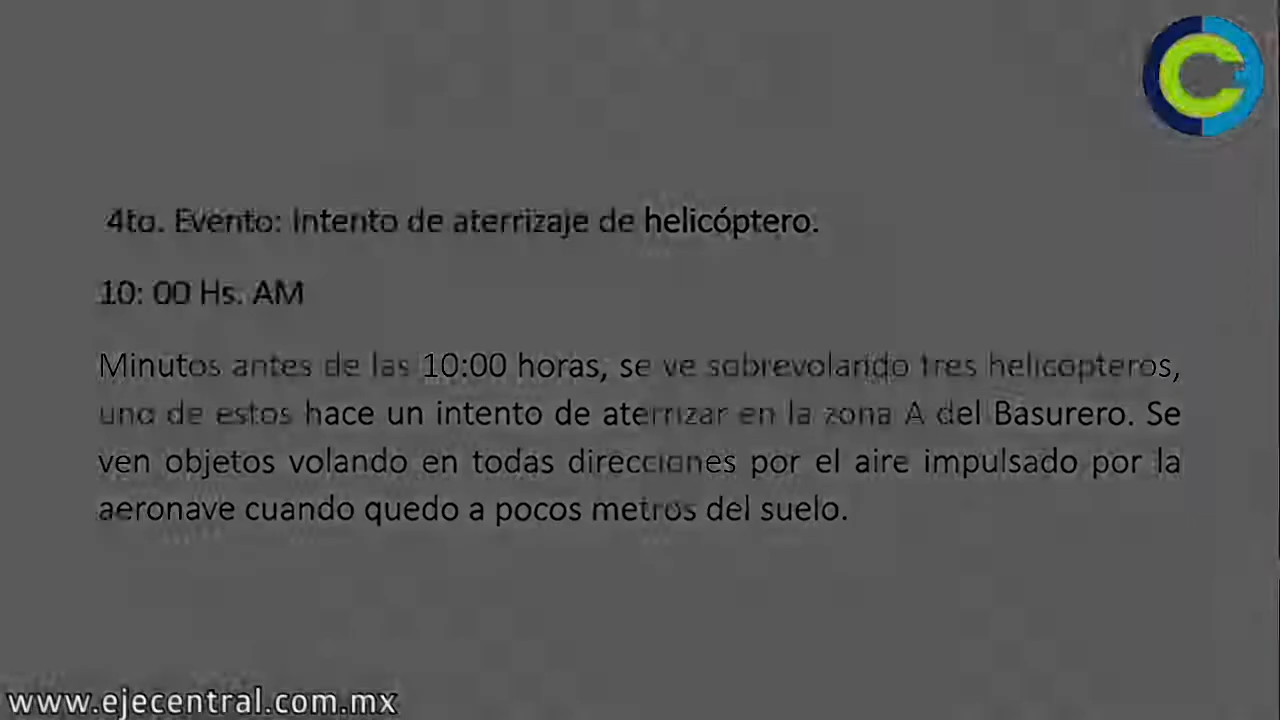 4to. Evento: Intento de aterrizaje de helicóptero.
10: 00 Hs. AM
Minutos antes de las 10:00 horas, se ve sobrevolando tres helicópteros,
uno de estos hace un intento de aterrizar en la zona A del Basurero. Se
ven objetos volando en todas direcciones por el aire impulsado por la
aeronave cuando quedo a pocos metros del suelo.
www.ejecentral.com.mx